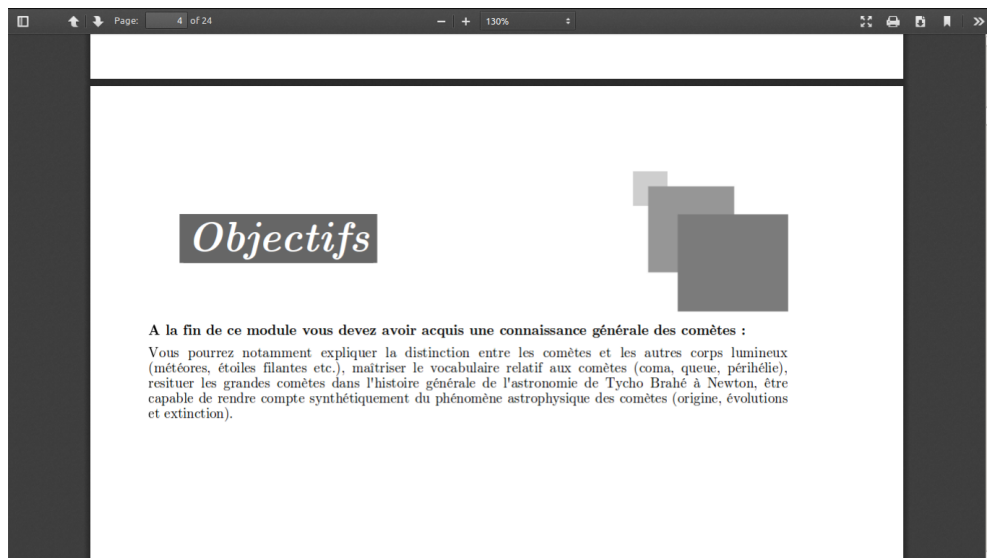 Page: 4 of 24 130%
Objectifs
A la fin de ce module vous devez avoir acquis une connaissance générale des comètes :
Vous pourrez notamment expliquer la distinction entre les comètes et les autres corps lumineux
(météores, étoiles filantes etc.), maîtriser le vocabulaire relatif aux comètes (coma, queue, périhélie),
resituer les grandes comètes dans l'histoire générale de l'astronomie de Tycho Brahé à Newton, être
capable de rendre compte synthétiquement du phénomène astrophysique des comètes (origine, évolutions
et extinction).